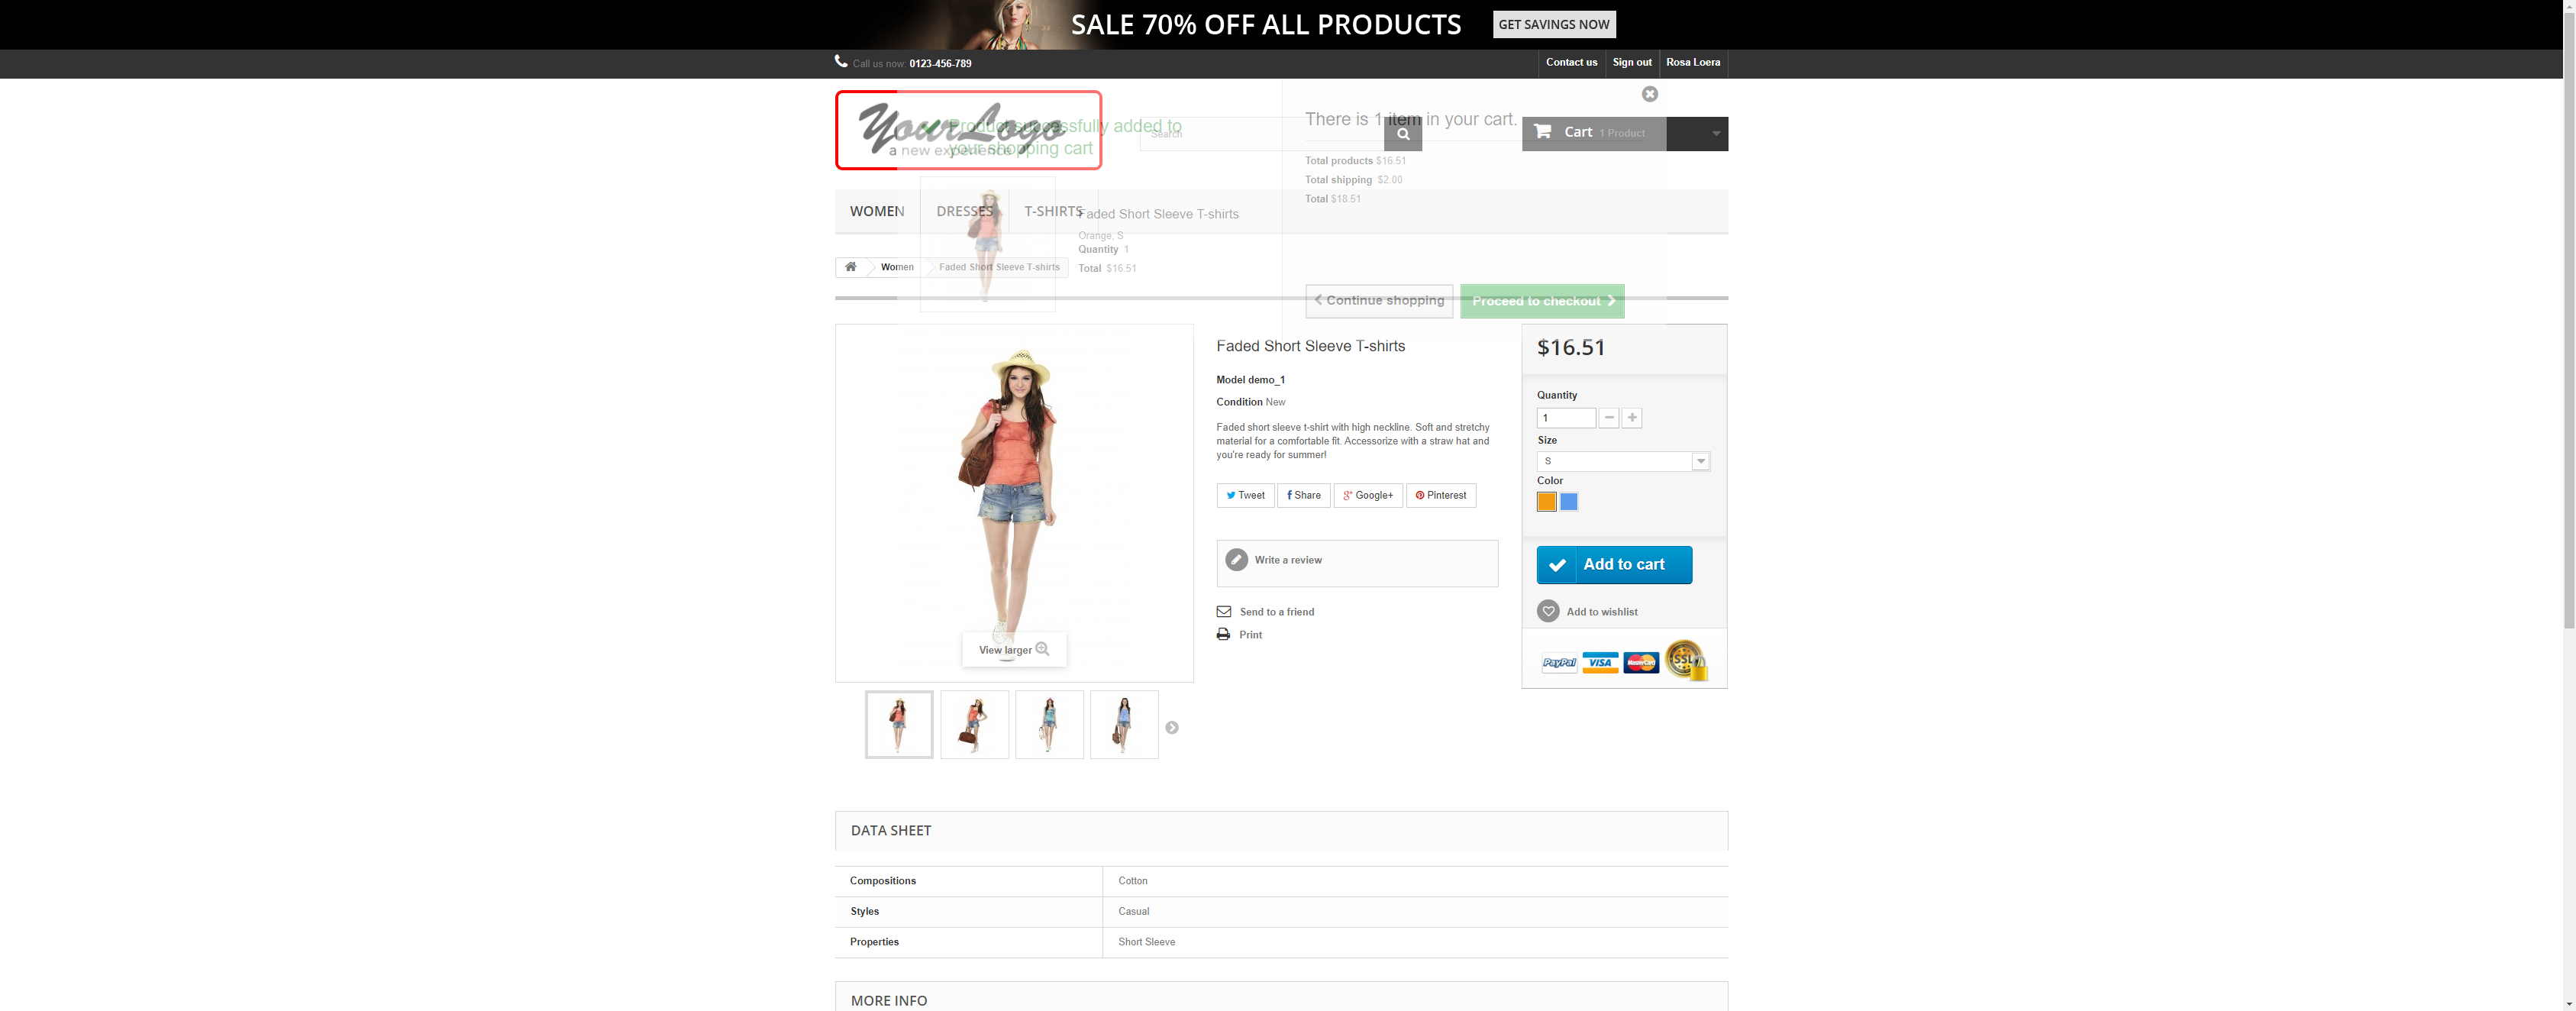 SALE 70% OFF ALL PRODUCTS GET SAVINGS NOW
Call us now: 0123-456-789 Contact us Sign out Rosa Loera
YourLogo
a new experience
Product successfully added to
your shopping cart
Search
There is 1 item in your cart.
Cart 1 Product
Total products $16.51
Total shipping $2.00
Total $18.51
WOMEN DRESSES T-SHIRTS
Faded Short Sleeve T-shirts
Orange, S
Quantity 1
Total $16.51
Women Faded Short Sleeve T-shirts
Continue shopping Proceed to checkout
Faded Short Sleeve T-shirts
Model demo_1
Condition New
Faded short sleeve t-shirt with high neckline. Soft and stretchy
material for a comfortable fit. Accessorize with a straw hat and
you're ready for summer!
Tweet Share Google+ Pinterest
Write a review
Send to a friend
Print
View larger
$16.51
Quantity
1
Size
S
Color
Add to cart
Add to wishlist
PayPal VISA MasterCard SSL
DATA SHEET
Compositions Cotton
Styles Casual
Properties Short Sleeve
MORE INFO